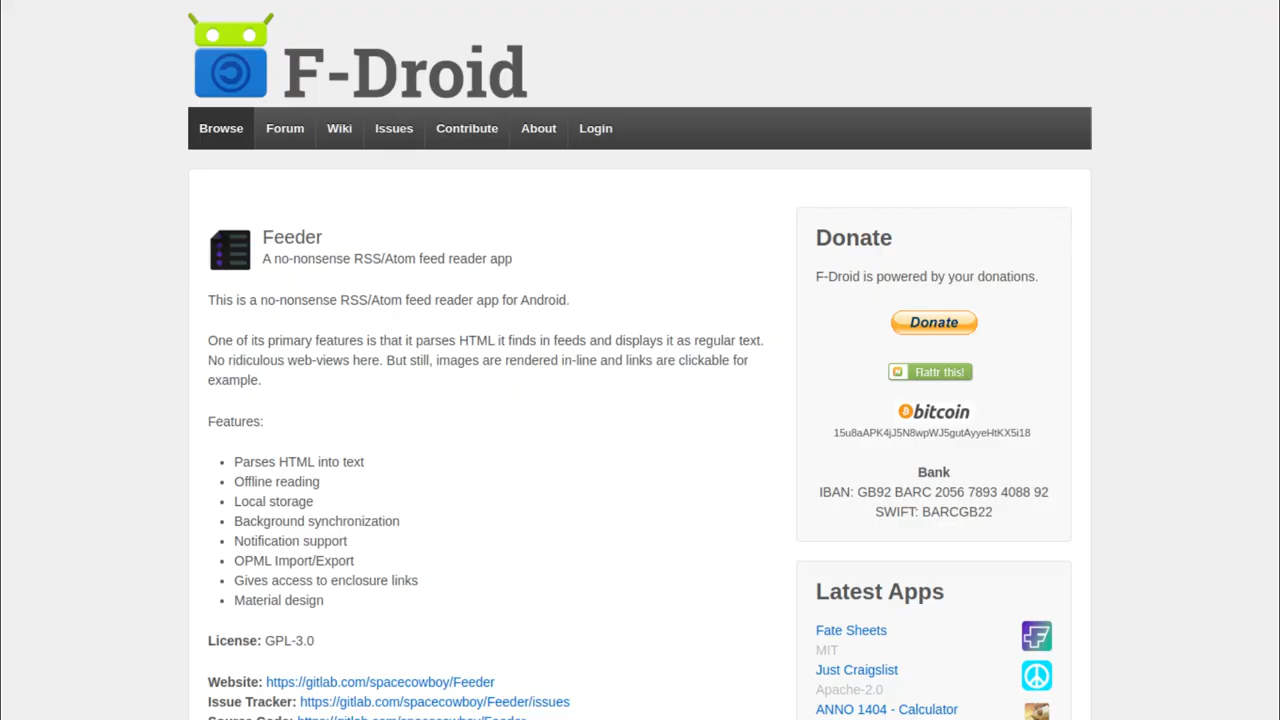 F-Droid
Browse
Forum
Wiki
Issues
Contribute
About
Login
Feeder
A no-nonsense RSS/Atom feed reader app
This is a no-nonsense RSS/Atom feed reader app for Android.
One of its primary features is that it parses HTML it finds in feeds and displays it as regular text.
No ridiculous web-views here. But still, images are rendered in-line and links are clickable for
example.
Features:
Parses HTML into text
Offline reading
Local storage
Background synchronization
Notification support
OPML Import/Export
Gives access to enclosure links
Material design
License: GPL-3.0
Website: https://gitlab.com/spacecowboy/Feeder
Issue Tracker: https://gitlab.com/spacecowboy/Feeder/issues
Source Code: https://gitlab.com/spacecowboy/Feeder
Donate
F-Droid is powered by your donations.
Donate
Flattr this!
bitcoin
15u8aAPK4jJ5N8wpWJ5gutAyyeHtKX5i18
Bank
IBAN: GB92 BARC 2056 7893 4088 92
SWIFT: BARCGB22
Latest Apps
Fate Sheets
MIT
Just Craigslist
Apache-2.0
ANNO 1404 - Calculator